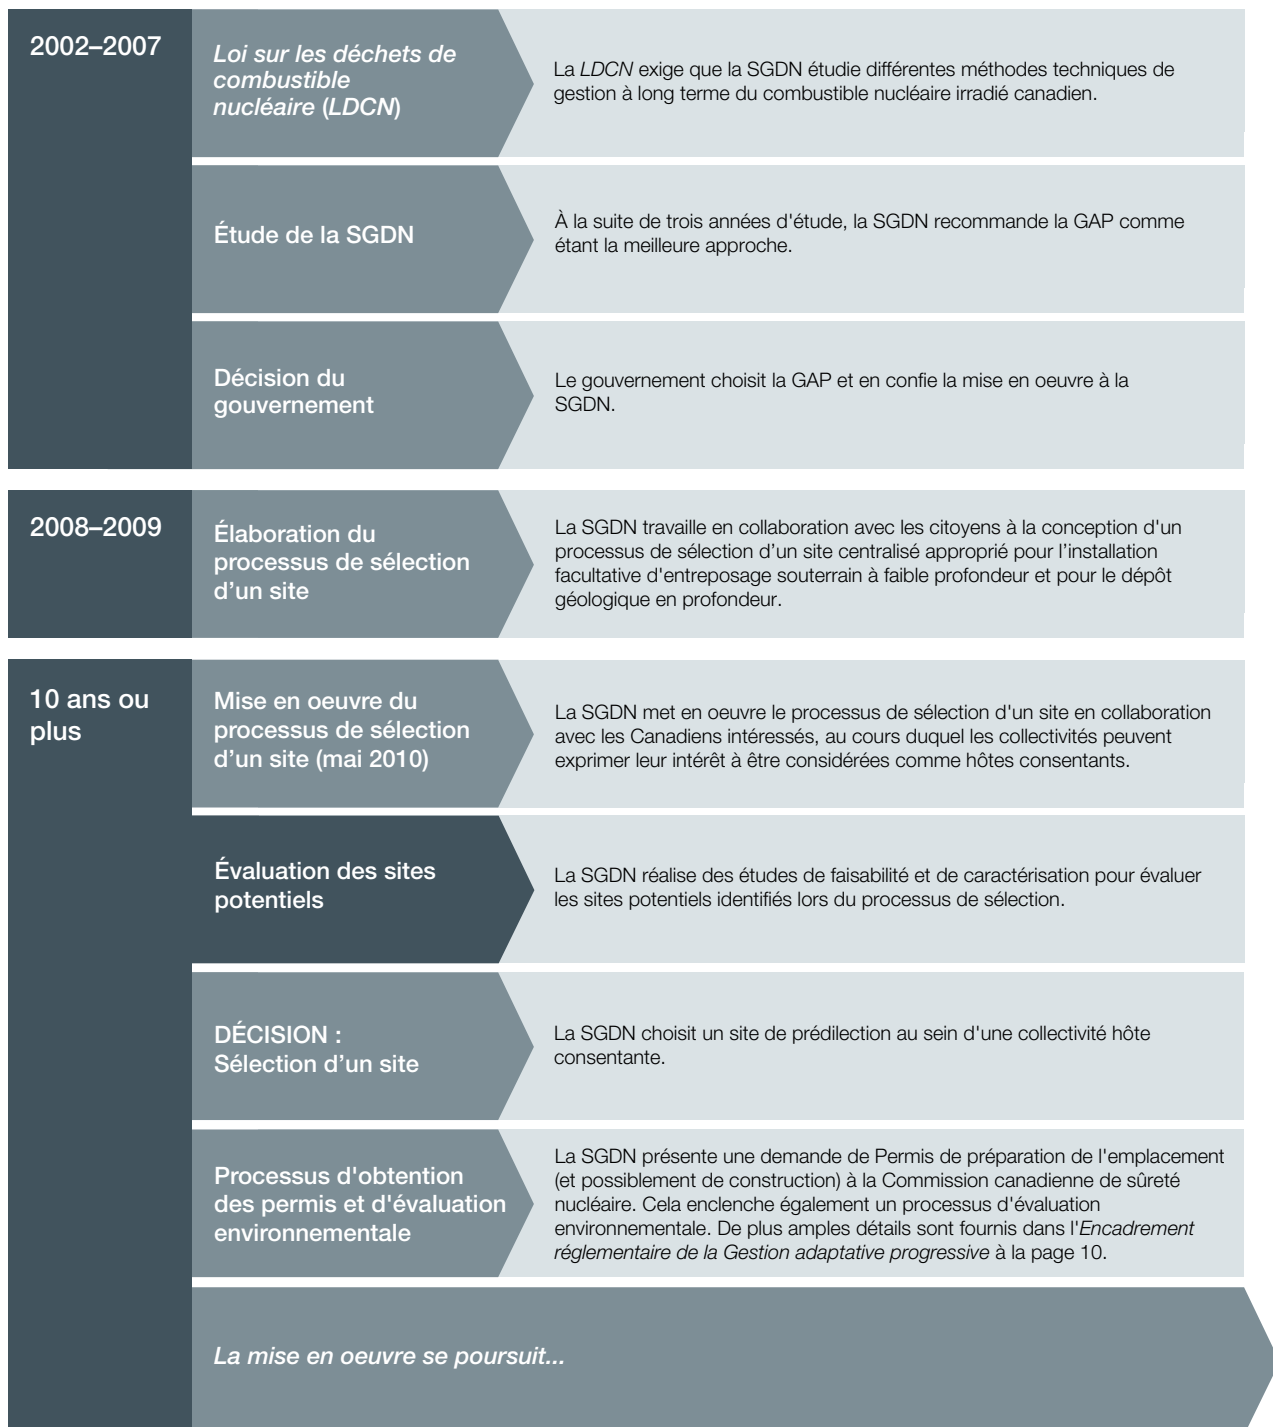 2002–2007
Loi sur les déchets de
combustible
nucléaire (LDCN)
La LDCN exige que la SGDN étudie différentes méthodes techniques de
gestion à long terme du combustible nucléaire irradié canadien.
Étude de la SGDN
À la suite de trois années d'étude, la SGDN recommande la GAP comme
étant la meilleure approche.
Décision du
gouvernement
Le gouvernement choisit la GAP et en confie la mise en oeuvre à la
SGDN.
2008–2009
Élaboration du
processus de sélection
d’un site
La SGDN travaille en collaboration avec les citoyens à la conception d'un
processus de sélection d’un site centralisé approprié pour l’installation
facultative d'entreposage souterrain à faible profondeur et pour le dépôt
géologique en profondeur.
10 ans ou
plus
Mise en oeuvre du
processus de sélection
d’un site (mai 2010)
La SGDN met en oeuvre le processus de sélection d'un site en collaboration
avec les Canadiens intéressés, au cours duquel les collectivités peuvent
exprimer leur intérêt à être considérées comme hôtes consentants.
Évaluation des sites
potentiels
La SGDN réalise des études de faisabilité et de caractérisation pour évaluer
les sites potentiels identifiés lors du processus de sélection.
DÉCISION :
Sélection d’un site
La SGDN choisit un site de prédilection au sein d'une collectivité hôte
consentante.
Processus d'obtention
des permis et d'évaluation
environnementale
La SGDN présente une demande de Permis de préparation de l'emplacement
(et possiblement de construction) à la Commission canadienne de sûreté
nucléaire. Cela enclenche également un processus d'évaluation
environnementale. De plus amples détails sont fournis dans l'Encadrement
réglementaire de la Gestion adaptative progressive à la page 10.
La mise en oeuvre se poursuit...